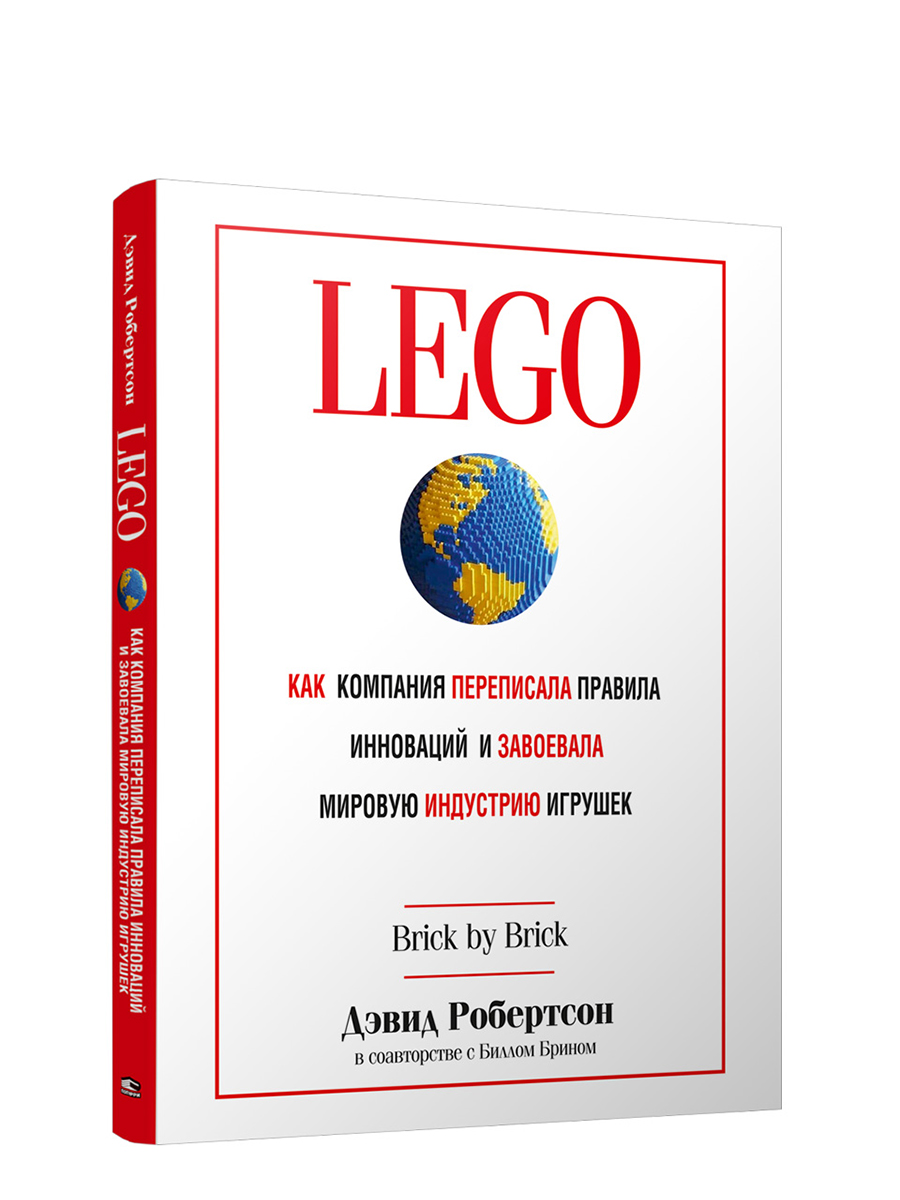 LEGO
КАК КОМПАНИЯ ПЕРЕПИСАЛА ПРАВИЛА
ИННОВАЦИЙ И ЗАВОЕВАЛА
МИРОВУЮ ИНДУСТРИЮ ИГРУШЕК
Brick by Brick
Дэвид Робертсон
в соавторстве с Биллом Брином
Дэвид Робертсон
LEGO
КАК КОМПАНИЯ ПЕРЕПИСАЛА ПРАВИЛА ИННОВАЦИЙ
И ЗАВОЕВАЛА МИРОВУЮ ИНДУСТРИЮ ИГРУШЕК